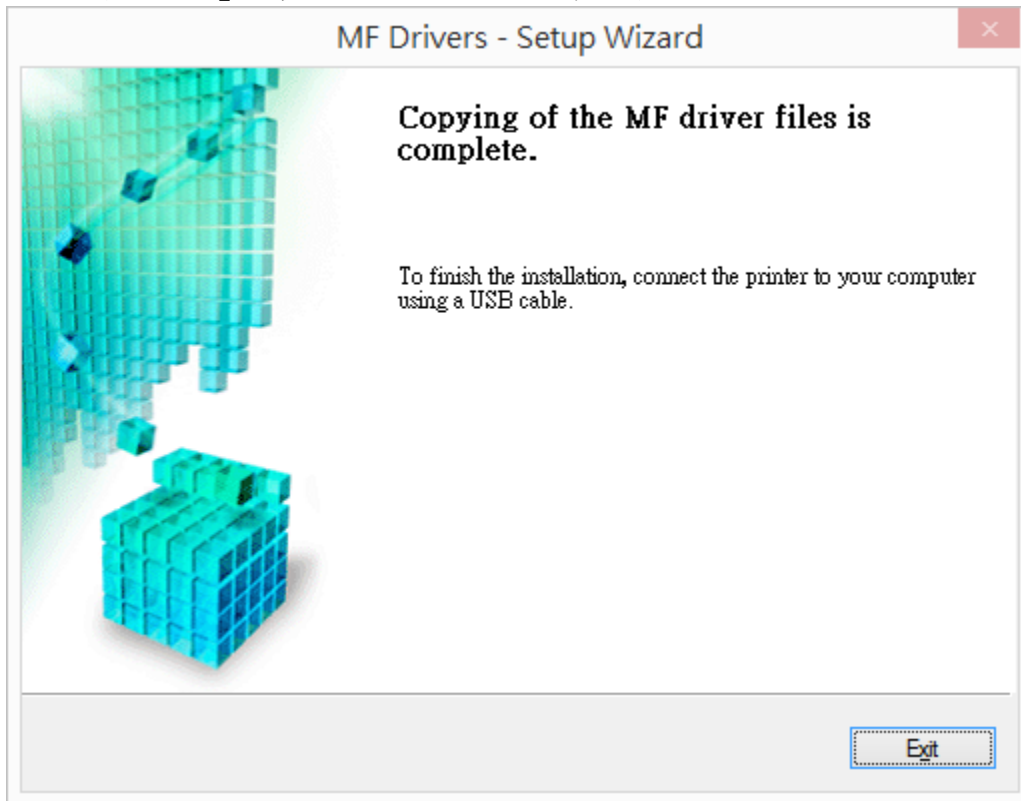 MF Drivers - Setup Wizard
Copying of the MF driver files is
complete.
To finish the installation, connect the printer to your computer
using a USB cable.
Exit